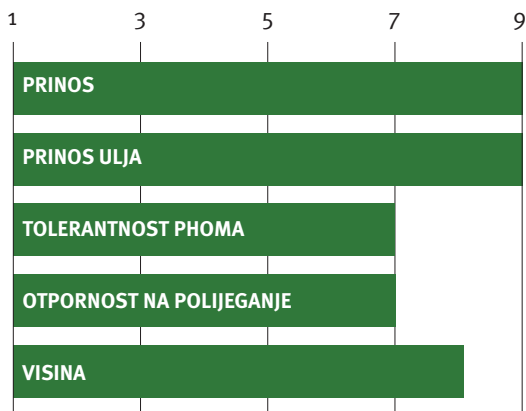 1 3 5 7 9
PRINOS
PRINOS ULJA
TOLERANTNOST PHOMA
OTPORNOST NA POLIJEGANJE
VISINA